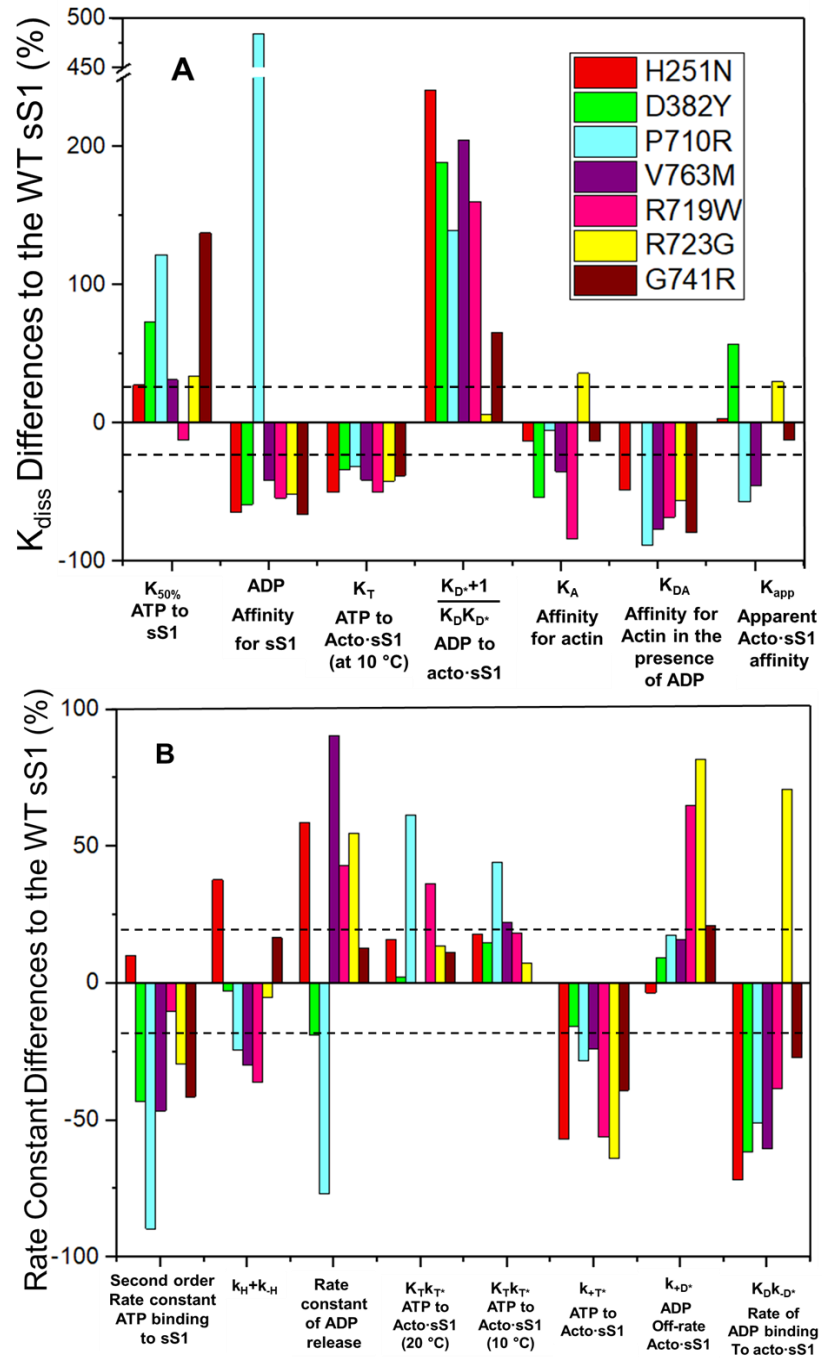 A
K_diss Differences to the WT sS1 (%)
500
450
200
100
0
-100
H251N
D382Y
P710R
V763M
R719W
R723G
G741R
K50%
ATP to
sS1
ADP
Affinity
for sS1
KT
ATP to
Acto·sS1
(at 10 °C)
KD*+1
KDKD*
ADP to
acto·sS1
KA
Affinity
for actin
KDA
Affinity for
Actin in the
presence
of ADP
Kapp
Apparent
Acto·sS1
affinity
B
Rate Constant Differences to the WT sS1 (%)
100
50
0
-50
-100
Second order
Rate constant
ATP binding
to sS1
kH+k-H
Rate
constant
of ADP
release
KTkT*
ATP to
Acto·sS1
(20 °C)
KTkT*
ATP to
Acto·sS1
(10 °C)
k+T*
ATP to
Acto·sS1
k+D*
ADP
Off-rate
Acto·sS1
KDk-D*
Rate of
ADP binding
To acto·sS1